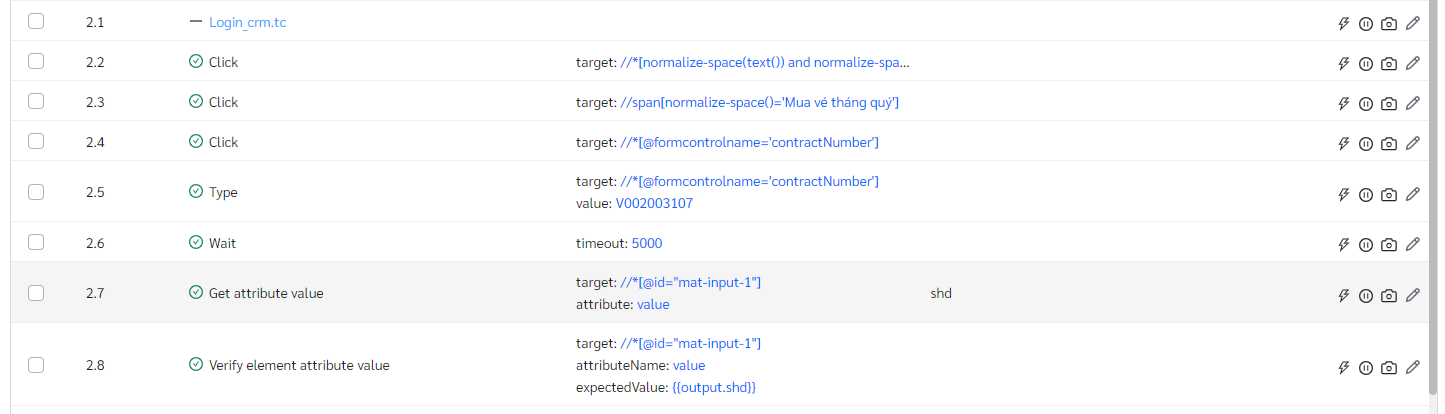 2.1 Login_crm.tc
2.2 Click target: //*[normalize-space(text()) and normalize-spa...
2.3 Click target: //span[normalize-space()='Mua vé tháng quý']
2.4 Click target: //*[@formcontrolname='contractNumber']
2.5 Type target: //*[@formcontrolname='contractNumber']
value: V002003107
2.6 Wait timeout: 5000
2.7 Get attribute value target: //*[@id="mat-input-1"] shd
attribute: value
2.8 Verify element attribute value target: //*[@id="mat-input-1"]
attributeName: value
expectedValue: {{output.shd}}